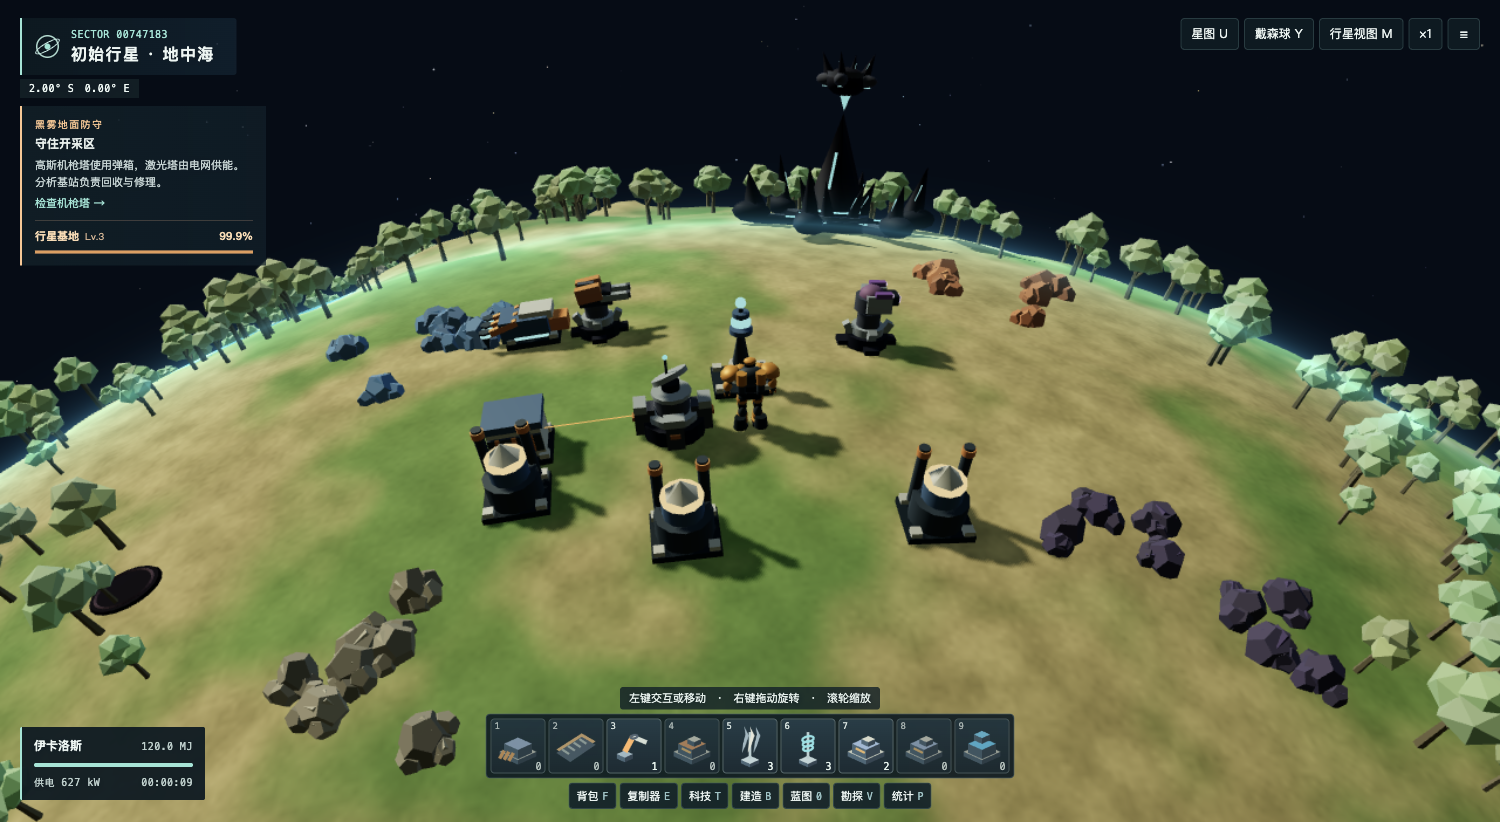 SECTOR 00747183
初始行星 · 地中海
2.00° S 0.00° E
黑雾地面防守
守住开采区
高斯机枪塔使用弹箱，激光塔由电网供能。
分析基站负责回收与修理。
检查机枪塔 →
行星基地 Lv.3 99.9%
星图 U 戴森球 Y 行星视图 M ×1 ≡
左键交互或移动 · 右键拖动旋转 · 滚轮缩放
1 2 3 4 5 6 7 8 9
0 0 1 0 3 3 2 0 0
背包 F 复制器 E 科技 T 建造 B 蓝图 0 勘探 V 统计 P
伊卡洛斯 120.0 MJ
供电 627 kW 00:00:09